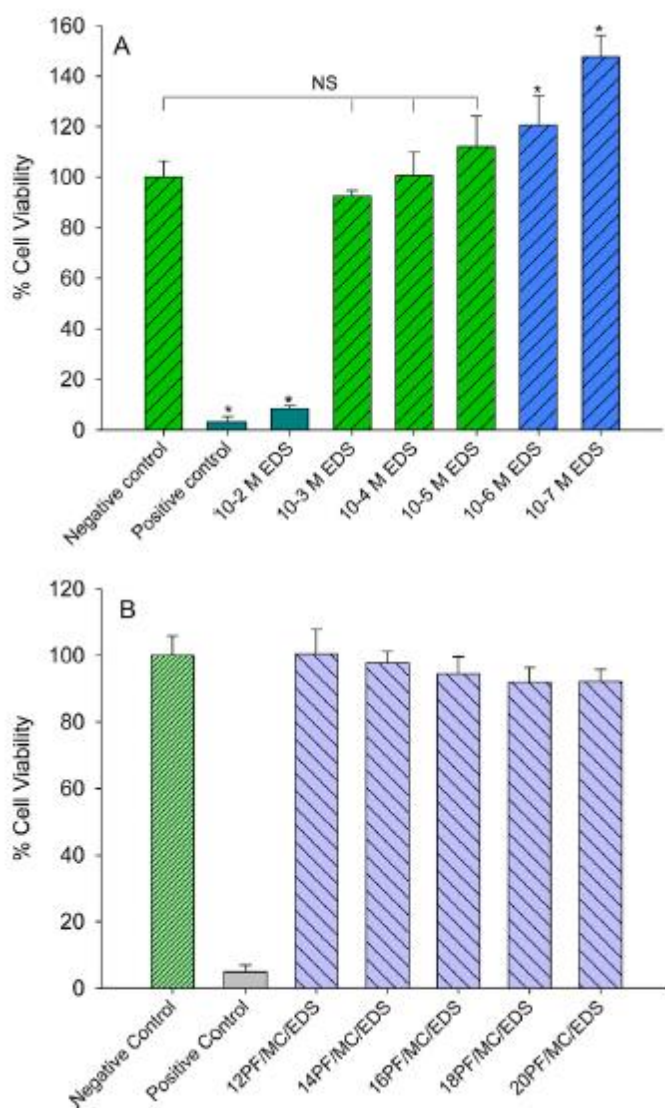 A
% Cell Viability
160
140
120
100
80
60
40
20
0
NS
*
*
*
*
Negative control
Positive control
10-2 M EDS
10-3 M EDS
10-4 M EDS
10-5 M EDS
10-6 M EDS
10-7 M EDS
B
% Cell Viability
120
100
80
60
40
20
0
Negative Control
Positive Control
12PF/MC/EDS
14PF/MC/EDS
16PF/MC/EDS
18PF/MC/EDS
20PF/MC/EDS